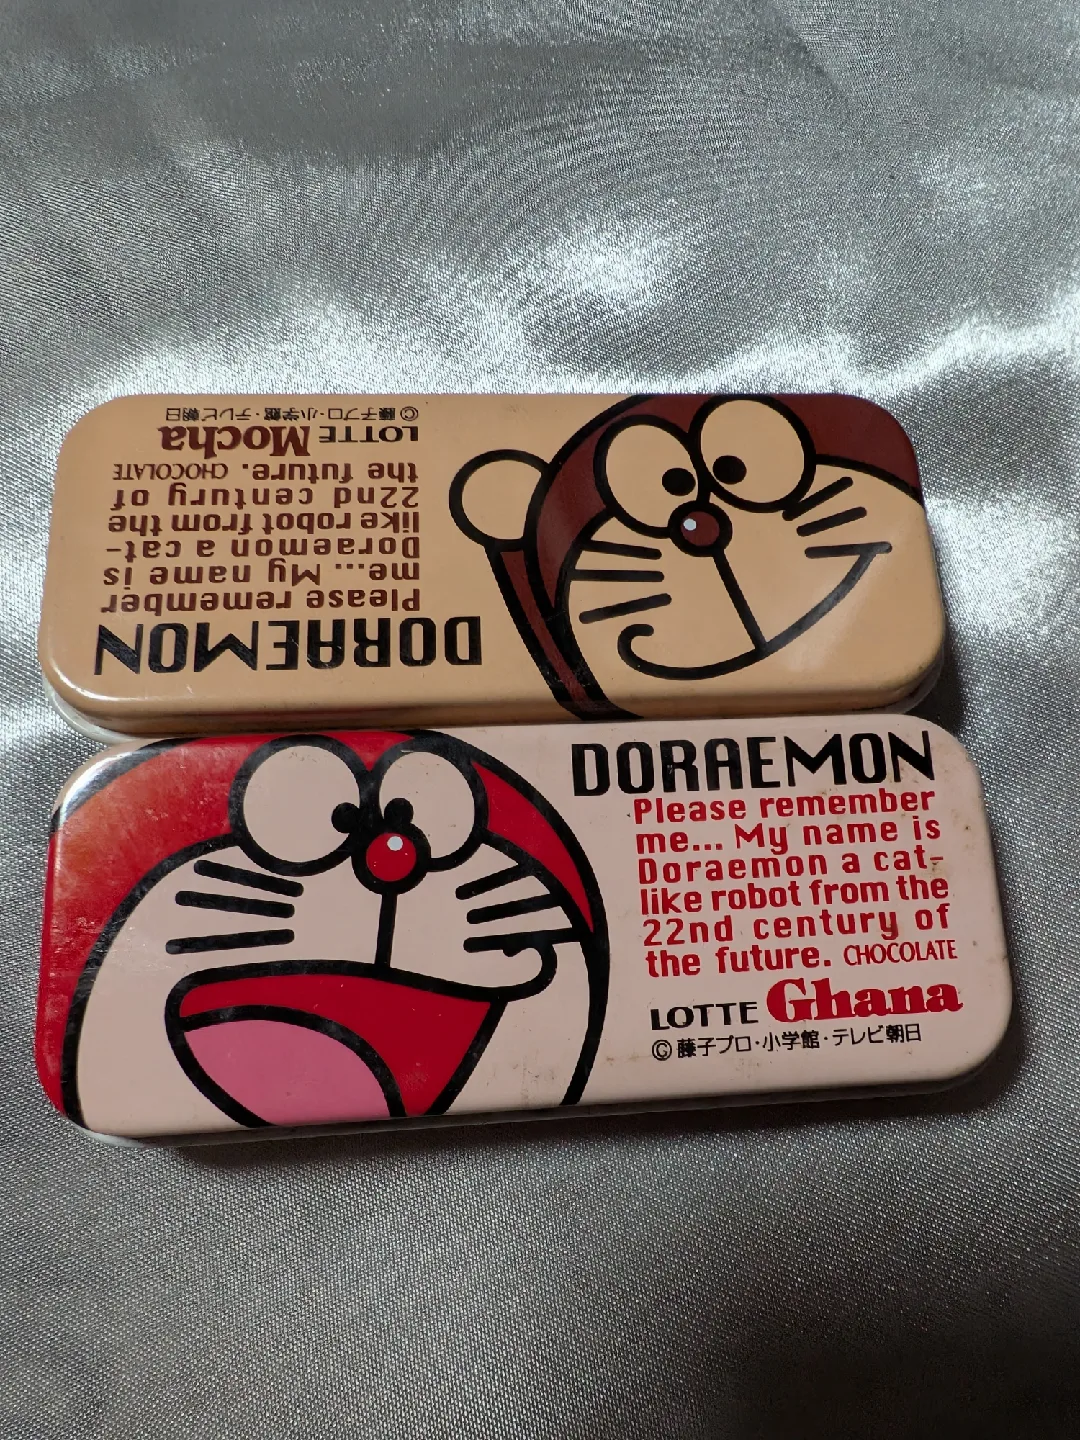 DORAEMON
Please remember
me... My name is
Doraemon a cat-
like robot from the
22nd century of
the future. CHOCOLATE
LOTTE Mocha
©藤子プロ・小学館・テレビ朝日
DORAEMON
Please remember
me... My name is
Doraemon a cat-
like robot from the
22nd century of
the future. CHOCOLATE
LOTTE Ghana
©藤子プロ・小学館・テレビ朝日